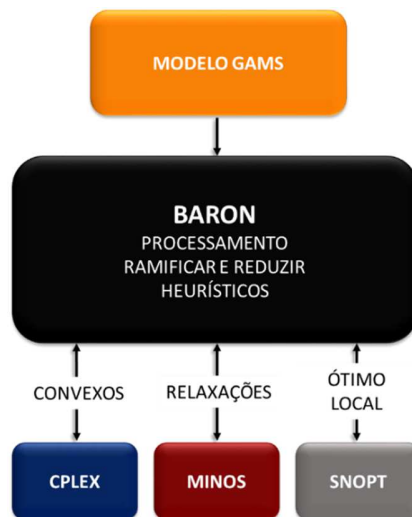 MODELO GAMS
BARON
PROCESSAMENTO
RAMIFICAR E REDUZIR
HEURÍSTICOS
CONVEXOS
RELAXAÇÕES
ÓTIMO
LOCAL
CPLEX
MINOS
SNOPT